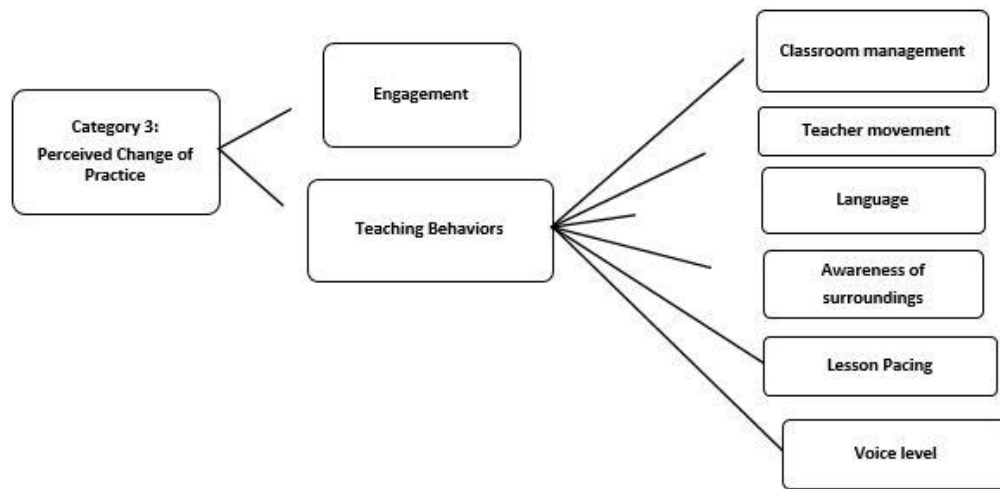 Category 3:
Perceived Change of
Practice
Engagement
Teaching Behaviors
Classroom management
Teacher movement
Language
Awareness of
surroundings
Lesson Pacing
Voice level